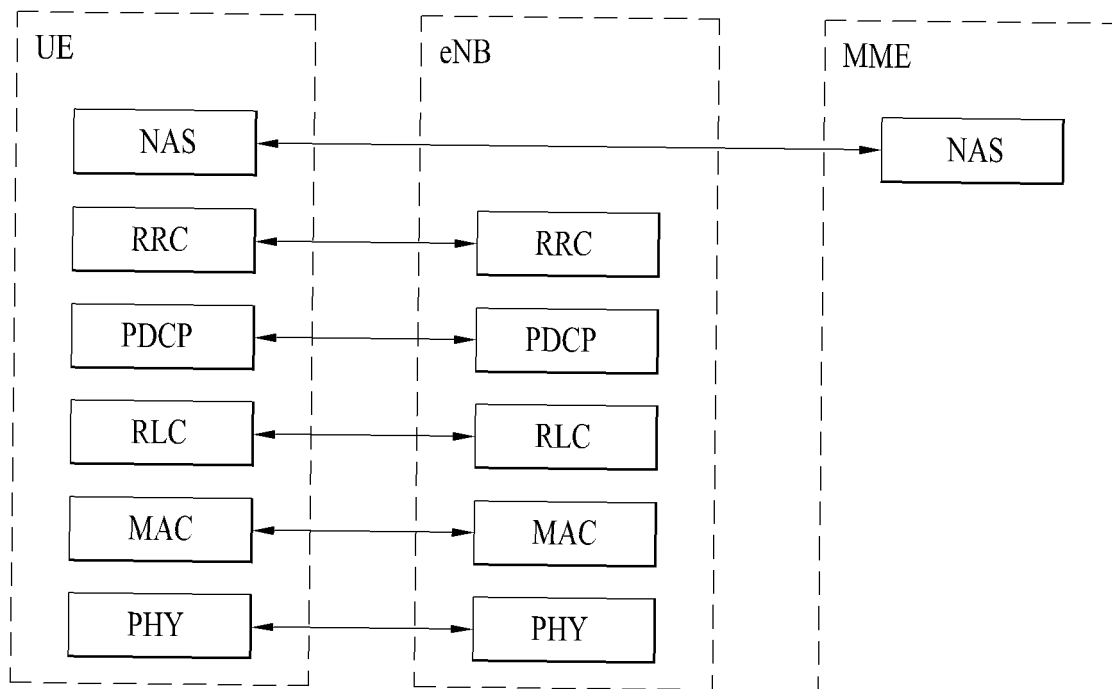 UE
eNB
MME
NAS
NAS
RRC
RRC
PDCP
PDCP
RLC
RLC
MAC
MAC
PHY
PHY